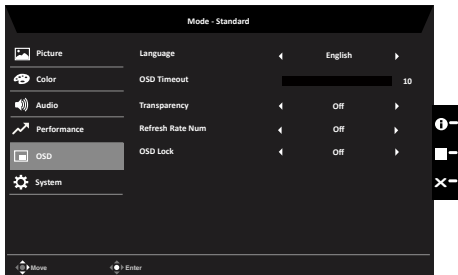 Mode - Standard
Picture
Language
English
Color
OSD Timeout
10
Audio
Transparency
Off
Performance
Refresh Rate Num
Off
OSD
OSD Lock
Off
System
Move
Enter